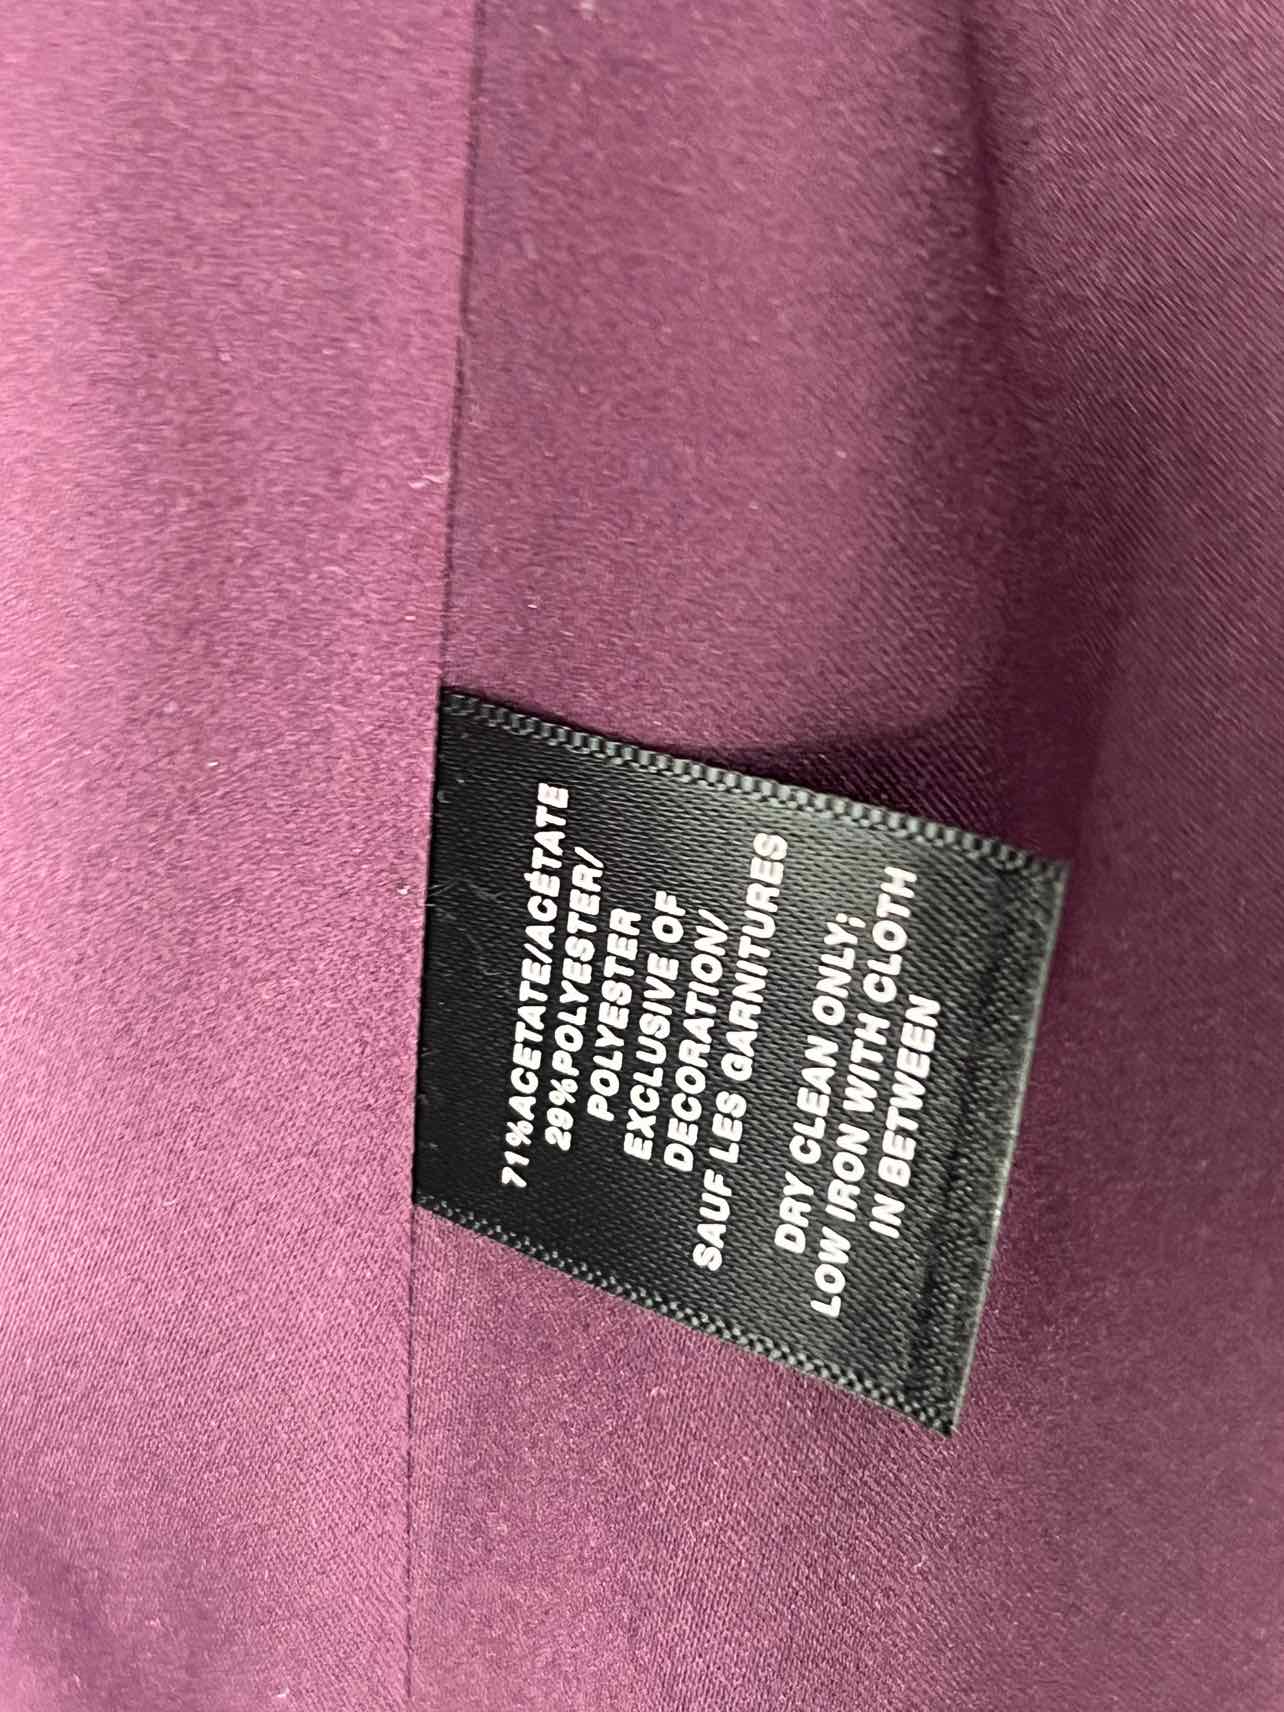 71%ACETATE/ACÉTATE
29%POLYESTER/
POLYESTER
EXCLUSIVE OF
DECORATION/
SAUF LES GARNITURES
DRY CLEAN ONLY;
LOW IRON WITH CLOTH
IN BETWEEN